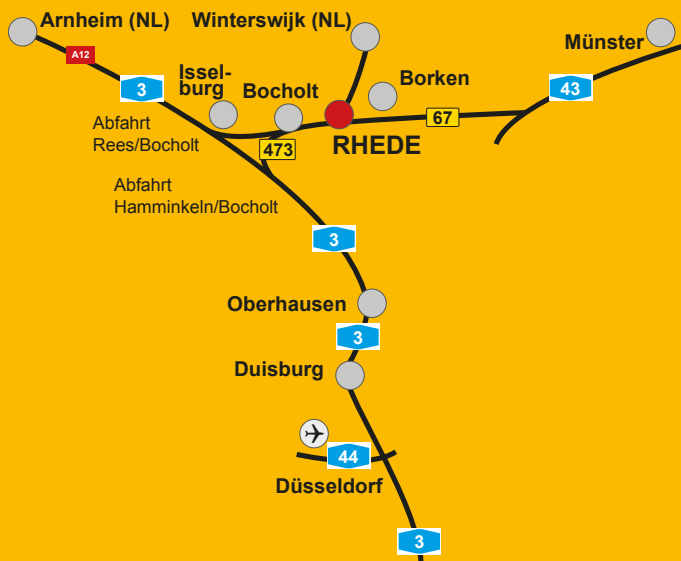 Arnheim (NL)
Winterswijk (NL)
Münster
A12
3
Issel-
burg
Bocholt
Borken
43
Abfahrt
Rees/Bocholt
67
473
RHEDE
Abfahrt
Hamminkeln/Bocholt
3
Oberhausen
3
Duisburg
44
Düsseldorf
3